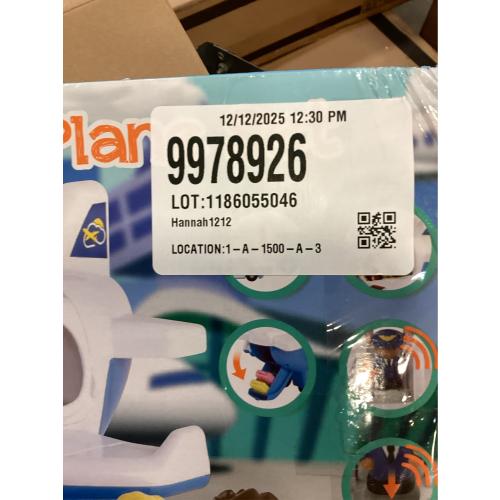 Plan
12/12/2025 12:30 PM
9978926
LOT:1186055046
Hannah1212
LOCATION:1-A-1500-A-3